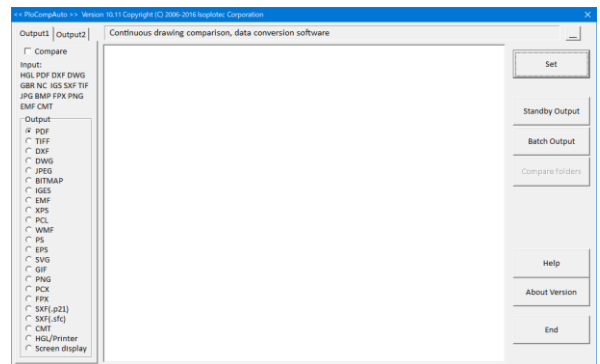 << PloCompAuto >> Version 10.11 Copyright (C) 2006-2016 Isoplotec Corporation
Output1 Output2
Continuous drawing comparison, data conversion software
Compare
Input:
HGL PDF DXF DWG
GBR NC IGS SXF TIF
JPG BMP FPX PNG
EMF CMT
Output
PDF
TIFF
DXF
DWG
JPEG
BITMAP
IGES
EMF
XPS
PCL
WMF
PS
EPS
SVG
GIF
PNG
PCX
FPX
SXF(.p21)
SXF(.sfc)
CMT
HGL/Printer
Screen display
Set
Standby Output
Batch Output
Compare folders
Help
About Version
End